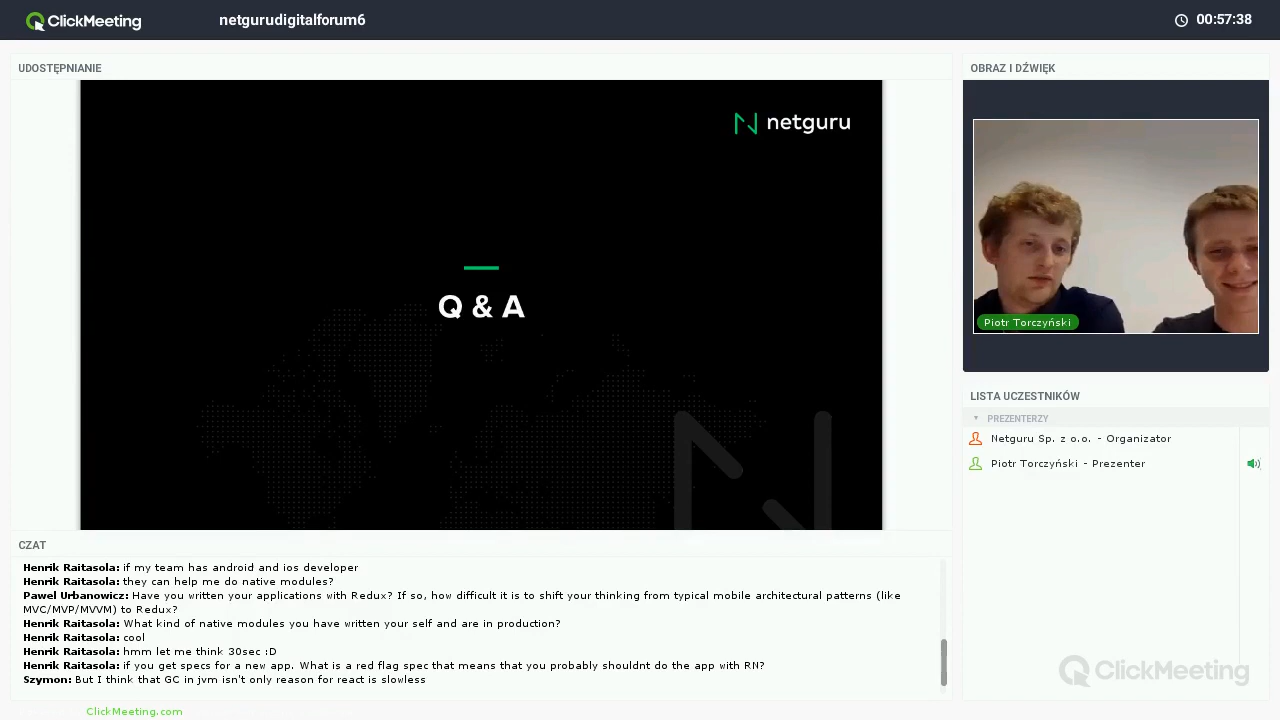 ClickMeeting
netgurudigitalforum6
00:57:38
UDOSTĘPNIANIE
netguru
Q & A
OBRAZ I DŹWIĘK
Piotr Torczyński
LISTA UCZESTNIKÓW
PREZENTERZY
Netguru Sp. z o.o. - Organizator
Piotr Torczyński - Prezenter
CZAT
Henrik Raitasola: if my team has android and ios developer
Henrik Raitasola: they can help me do native modules?
Pawel Urbanowicz: Have you written your applications with Redux? If so, how difficult it is to shift your thinking from typical mobile architectural patterns (like
MVC/MVP/MVVM) to Redux?
Henrik Raitasola: What kind of native modules you have written your self and are in production?
Henrik Raitasola: cool
Henrik Raitasola: hmm let me think 30sec :D
Henrik Raitasola: if you get specs for a new app. What is a red flag spec that means that you probably shouldnt do the app with RN?
Szymon: But I think that GC in jvm isn't only reason for react is slowless
ClickMeeting
ClickMeeting.com